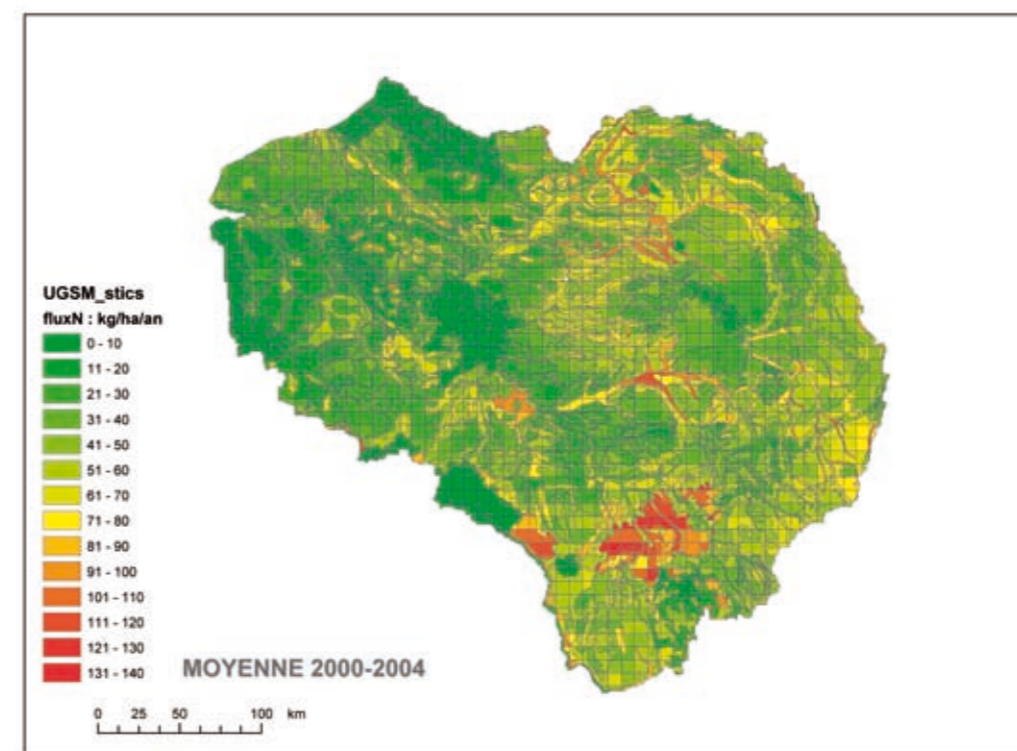 UGSM_stics
fluxN : kg/ha/an
0 - 10
11 - 20
21 - 30
31 - 40
41 - 50
51 - 60
61 - 70
71 - 80
81 - 90
91 - 100
101 - 110
111 - 120
121 - 130
131 - 140
MOYENNE 2000-2004
0 25 50 100 km